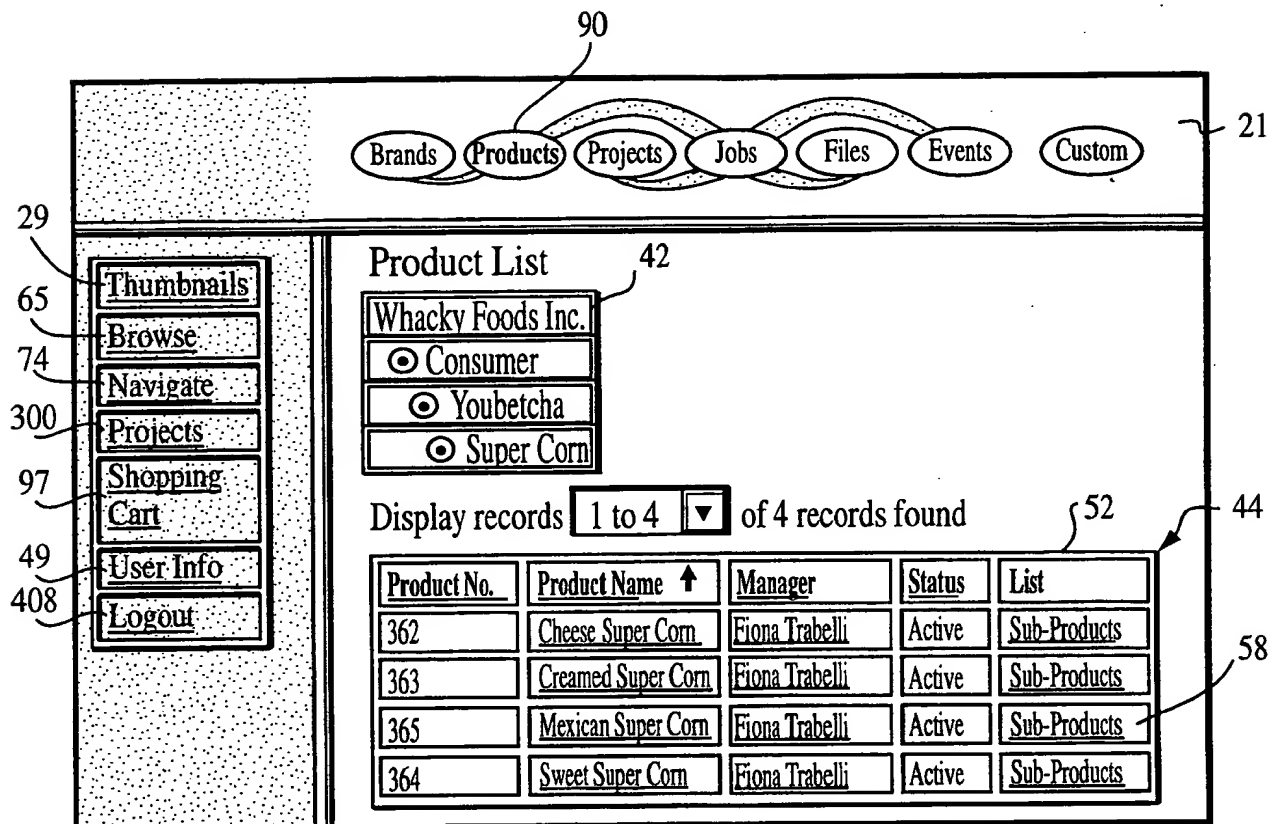 90
Brands Products Projects Jobs Files Events Custom
21
29
Thumbnails
65
Browse
74
Navigate
300
Projects
97
Shopping
Cart
49
User Info
408
Logout
Product List
42
Whacky Foods Inc.
Consumer
Youbetcha
Super Corn
Display records 1 to 4 of 4 records found
52
44
Product No. Product Name Manager Status List
362 Cheese Super Corn Fiona Trabelli Active Sub-Products
363 Creamed Super Corn Fiona Trabelli Active Sub-Products
58
365 Mexican Super Corn Fiona Trabelli Active Sub-Products
364 Sweet Super Corn Fiona Trabelli Active Sub-Products